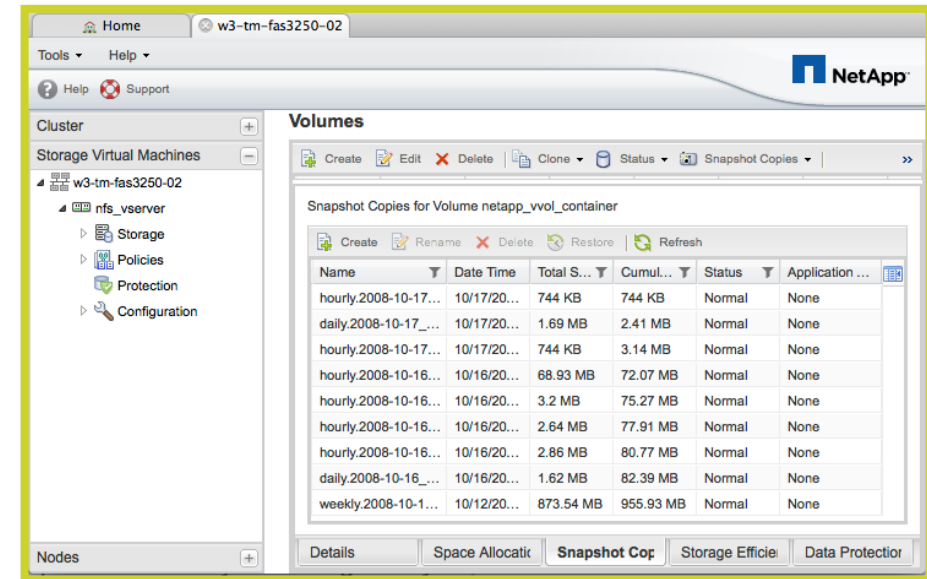 Home
w3-tm-fas3250-02
Tools Help
NetApp
Help Support
Cluster
Storage Virtual Machines
w3-tm-fas3250-02
nfs_vserver
Storage
Policies
Protection
Configuration
Nodes
Volumes
Create Edit Delete Clone Status Snapshot Copies »
Snapshot Copies for Volume netapp_vvol_container
Create Rename Delete Restore Refresh
Name Date Time Total S... Cumul... Status Application ...
hourly.2008-10-17... 10/17/20... 744 KB 744 KB Normal None
daily.2008-10-17_... 10/17/20... 1.69 MB 2.41 MB Normal None
hourly.2008-10-17... 10/17/20... 744 KB 3.14 MB Normal None
hourly.2008-10-16... 10/16/20... 68.93 MB 72.07 MB Normal None
hourly.2008-10-16... 10/16/20... 3.2 MB 75.27 MB Normal None
hourly.2008-10-16... 10/16/20... 2.64 MB 77.91 MB Normal None
hourly.2008-10-16... 10/16/20... 2.86 MB 80.77 MB Normal None
daily.2008-10-16_... 10/16/20... 1.62 MB 82.39 MB Normal None
weekly.2008-10-1... 10/12/20... 873.54 MB 955.93 MB Normal None
Details Space Allocatic Snapshot Cop Storage Efficie Data Protection